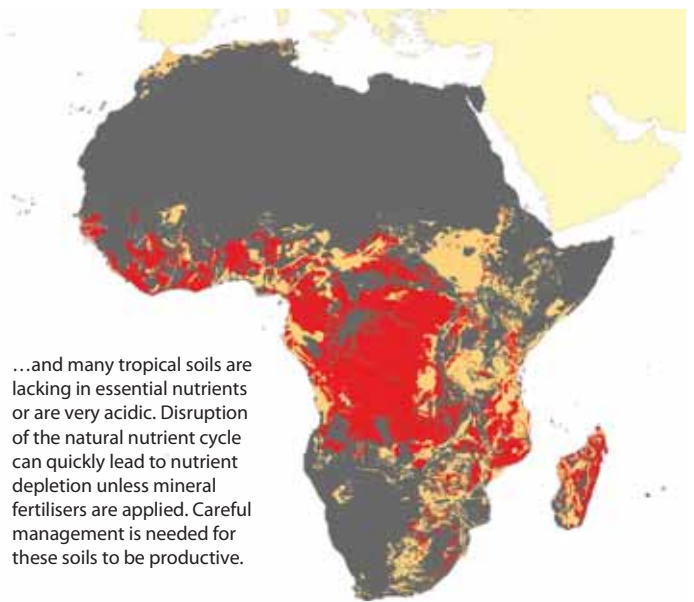 …and many tropical soils are
lacking in essential nutrients
or are very acidic. Disruption
of the natural nutrient cycle
can quickly lead to nutrient
depletion unless mineral
fertilisers are applied. Careful
management is needed for
these soils to be productive.